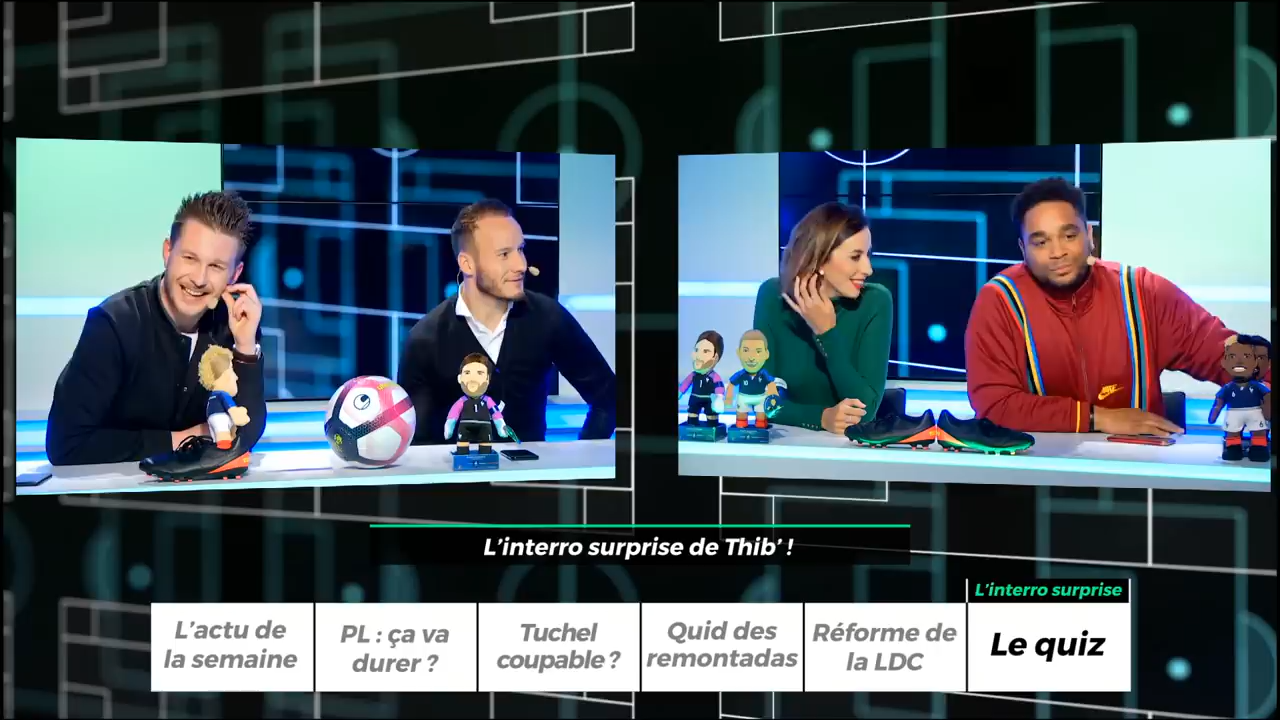 L'interro surprise de Thib' !
L'interro surprise
L'actu de
la semaine
PL : ça va
durer ?
Tuchel
coupable ?
Quid des
remontadas
Réforme de
la LDC
Le quiz